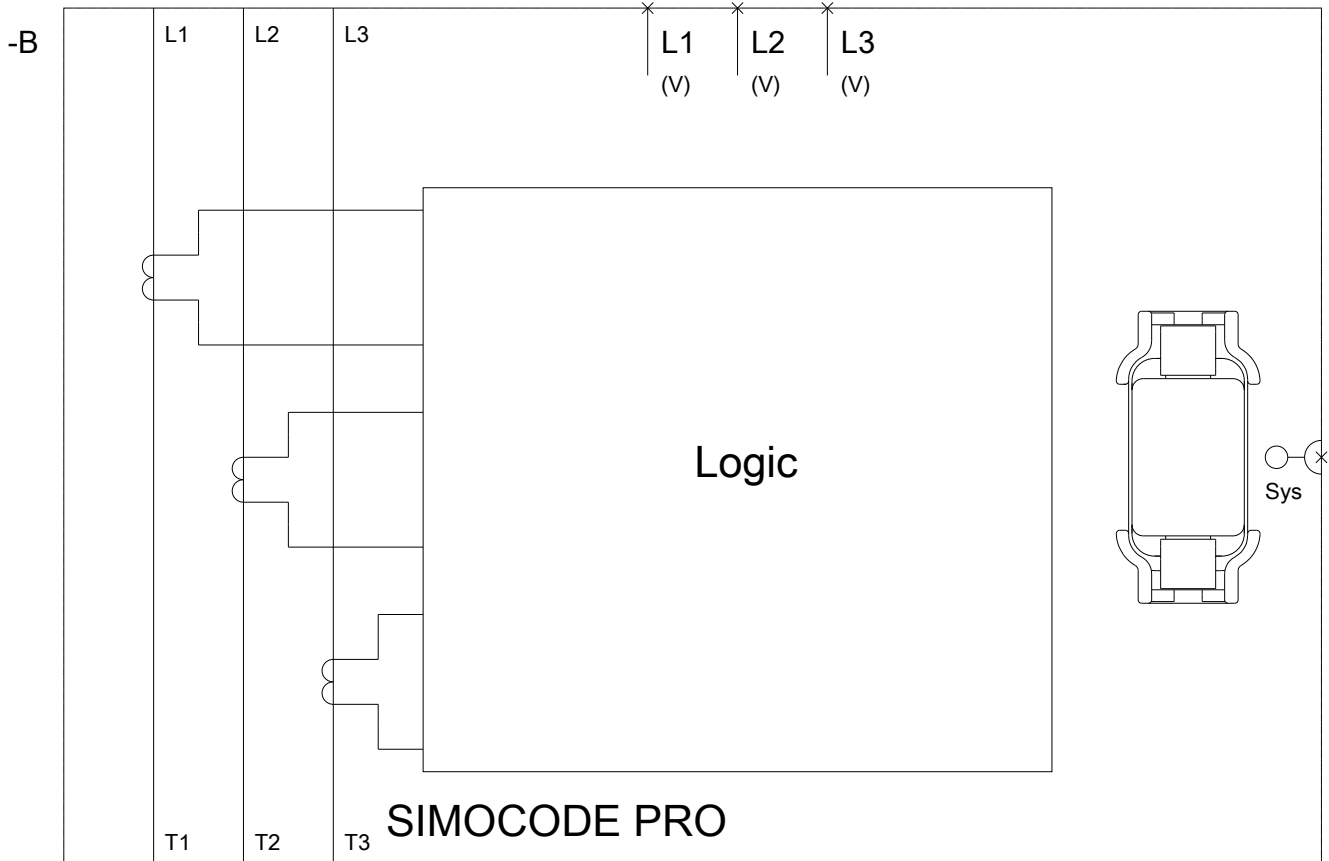 -B
L1 L2 L3
L1 L2 L3
(V) (V) (V)
Logic
Sys
SIMOCODE PRO
T1 T2 T3